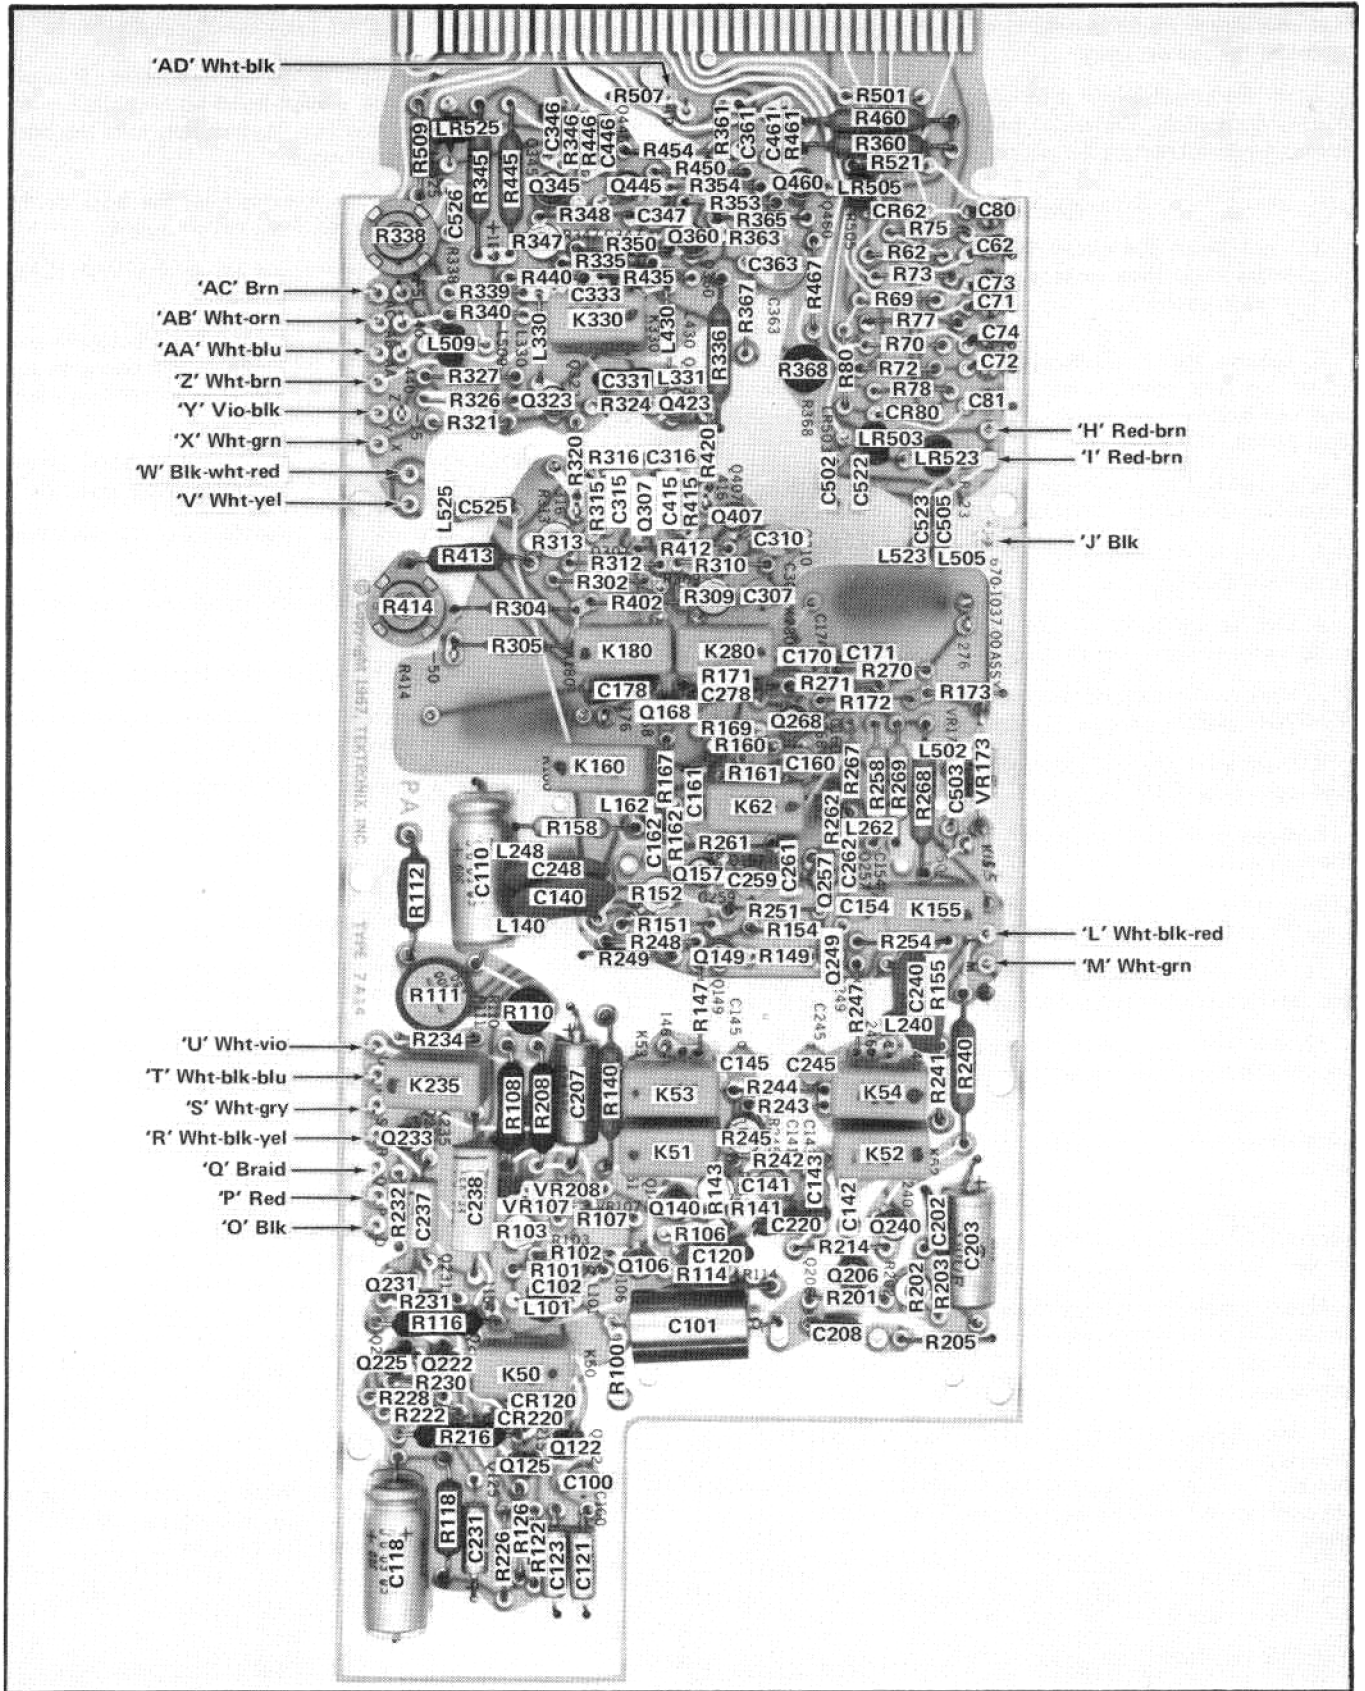 'AD' Wht-blk
R507
R501
R460
R360
R521
R509
LR525
R345
R445
C346
R346
R446
C446
R454
R361
C361
C461
R461
R450
Q345
Q445
R354
Q460
LR505
R353
CR62
C80
R348
C347
R365
R75
C526
R338
R347
R350
Q360
R363
R62
C62
R335
C363
R467
R440
R435
R73
C73
'AC' Brn
R339
C333
R69
C71
'AB' Wht-orn
R340
K330
R367
R77
C74
L330
L430
R336
'AA' Wht-blu
L509
R70
C72
R368
R80
R72
'Z' Wht-brn
R327
C331
L331
R78
'Y' Vio-blk
R326
Q323
R324
Q423
CR80
C81
'X' Wht-grn
R321
'H' Red-brn
LR503
LR523
'I' Red-brn
'W' Blk-wht-red
R320
R316
C316
R420
C502
C522
'V' Wht-yel
L525
C525
R315
C315
Q307
C415
R415
Q407
C523
C505
R313
R412
C310
'J' Blk
R413
R312
R310
L523
L505
R302
R309
C307
670-1037 00 ASSY
R414
R304
R402
R305
K180
K280
C170
C171
R270
© Copyright 1967, TEKTRONIX, INC.
-50
R414
C178
R171
C278
R271
R172
R173
276
Q168
Q268
R169
R160
L502
K160
R161
C160
R267
R258
R269
R268
C503
VR173
R167
C161
PA
L162
K62
R262
L262
R158
C162
R162
R261
C110
L248
C248
Q157
C259
C261
Q257
C262
R112
C140
R152
R251
C154
K155
L140
R151
R154
TYPE 7A14
'L' Wht-blk-red
R248
R254
R249
Q149
R149
Q249
'M' Wht-grn
R111
R110
R147
R247
C240
R155
L240
'U' Wht-vio
R234
C145
C245
'T' Wht-blk-blu
K235
R108
R208
C207
R140
K53
R244
K54
R241
R240
'S' Wht-gry
R243
'R' Wht-blk-yel
Q233
R245
'Q' Braid
K51
R242
K52
'P' Red
C238
VR208
R143
C141
C143
R232
C237
VR107
Q140
R141
C142
C202
C203
'O' Blk
R103
R107
R106
C220
Q240
R102
C120
R214
R101
Q106
R114
Q206
R202
R203
Q231
C102
R201
R231
L101
R116
C101
C208
R205
Q225
Q222
K50
R100
R230
R228
CR120
R222
CR220
R216
Q122
Q125
C100
R118
C118
C231
R226
R126
R122
C123
C121